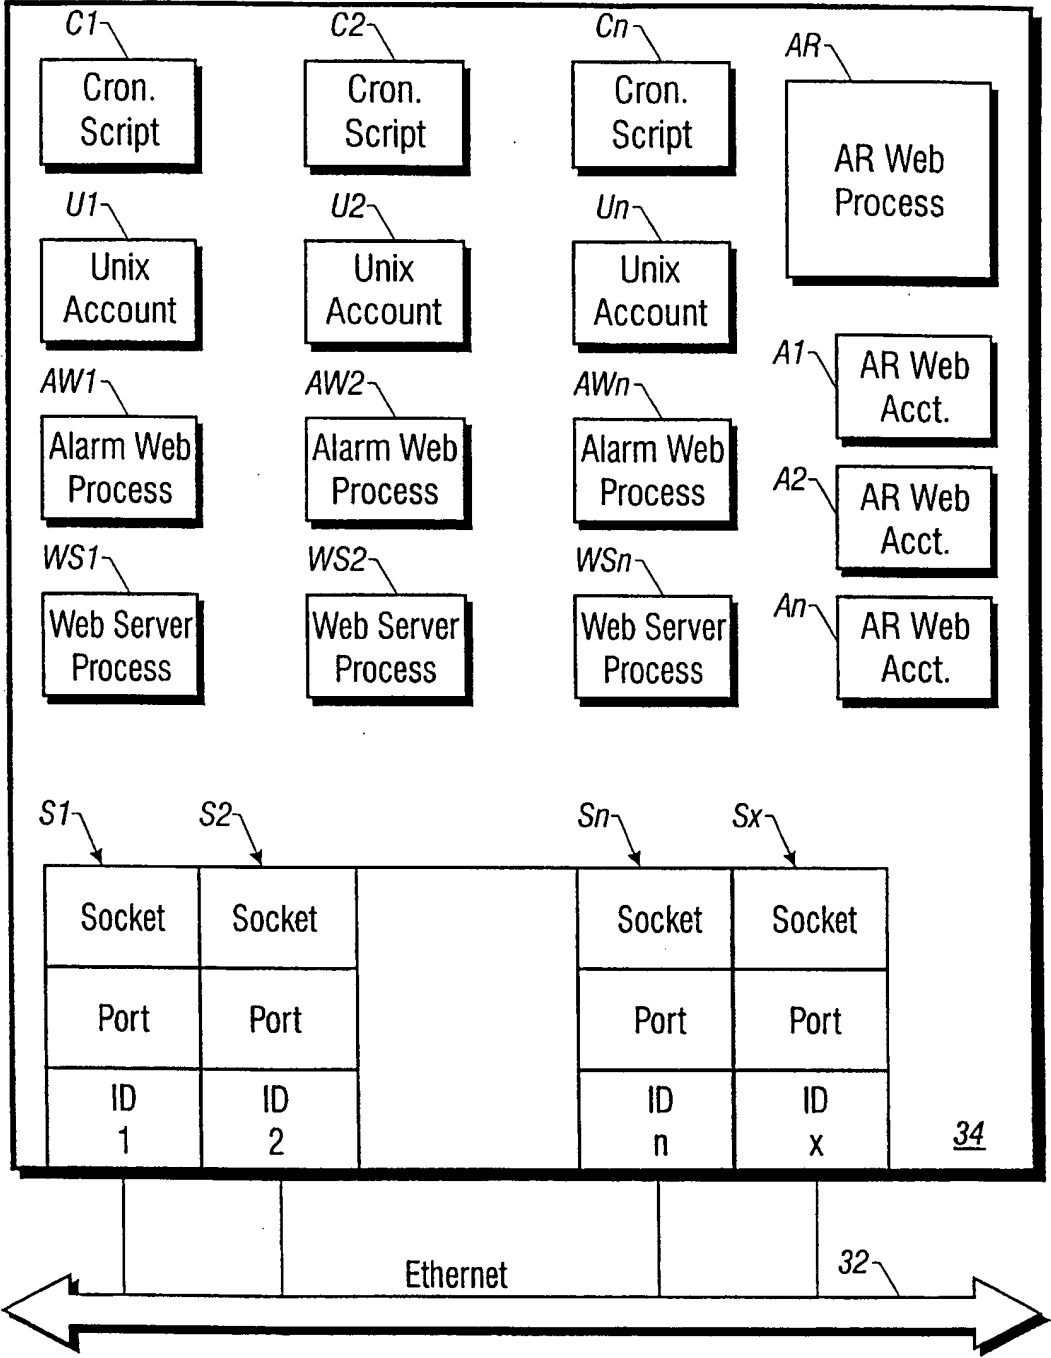 C1
C2
Cn
AR
Cron.
Script
Cron.
Script
Cron.
Script
AR Web
Process
U1
U2
Un
Unix
Account
Unix
Account
Unix
Account
A1
AR Web
Acct.
AW1
AW2
AWn
Alarm Web
Process
Alarm Web
Process
Alarm Web
Process
A2
AR Web
Acct.
WS1
WS2
WSn
Web Server
Process
Web Server
Process
Web Server
Process
An
AR Web
Acct.
S1
S2
Sn
Sx
Socket
Socket
Socket
Socket
Port
Port
Port
Port
ID
1
ID
2
ID
n
ID
x
34
Ethernet
32